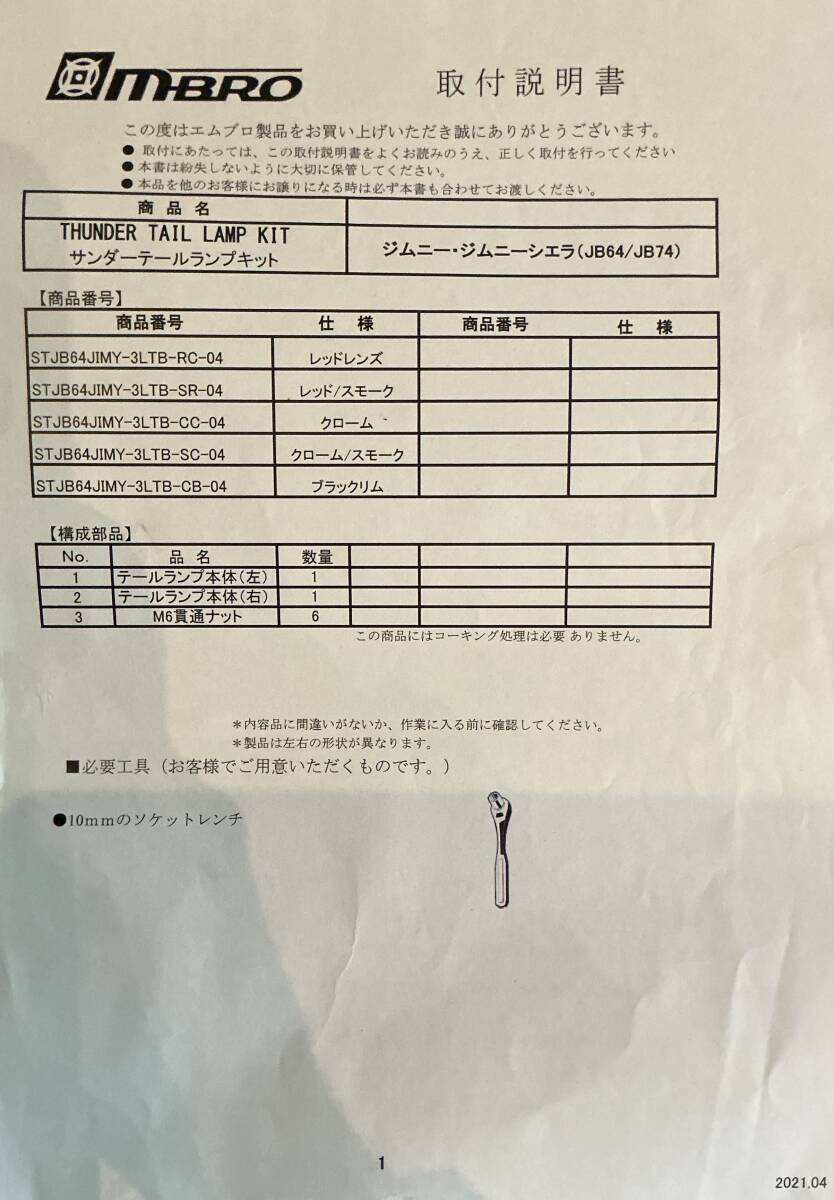 M-BRO 取付説明書
この度はエムブロ製品をお買い上げいただき誠にありがとうございます。
● 取付にあたっては、この取付説明書をよくお読みのうえ、正しく取付を行ってください
● 本書は紛失しないように大切に保管してください。
● 本品を他のお客様にお譲りになる時は必ず本書も合わせてお渡しください。
商 品 名
THUNDER TAIL LAMP KIT
サンダーテールランプキット
ジムニー・ジムニーシエラ(JB64/JB74)
【商品番号】
商品番号 仕 様 商品番号 仕 様
STJB64JIMY-3LTB-RC-04 レッドレンズ
STJB64JIMY-3LTB-SR-04 レッド/スモーク
STJB64JIMY-3LTB-CC-04 クローム
STJB64JIMY-3LTB-SC-04 クローム/スモーク
STJB64JIMY-3LTB-CB-04 ブラックリム
【構成部品】
No. 品 名 数量
1 テールランプ本体(左) 1
2 テールランプ本体(右) 1
3 M6貫通ナット 6
この商品にはコーキング処理は必要 ありません。
＊内容品に間違いがないか、作業に入る前に確認してください。
＊製品は左右の形状が異なります。
■必要工具（お客様でご用意いただくものです。）
●10mmのソケットレンチ
1
2021.04